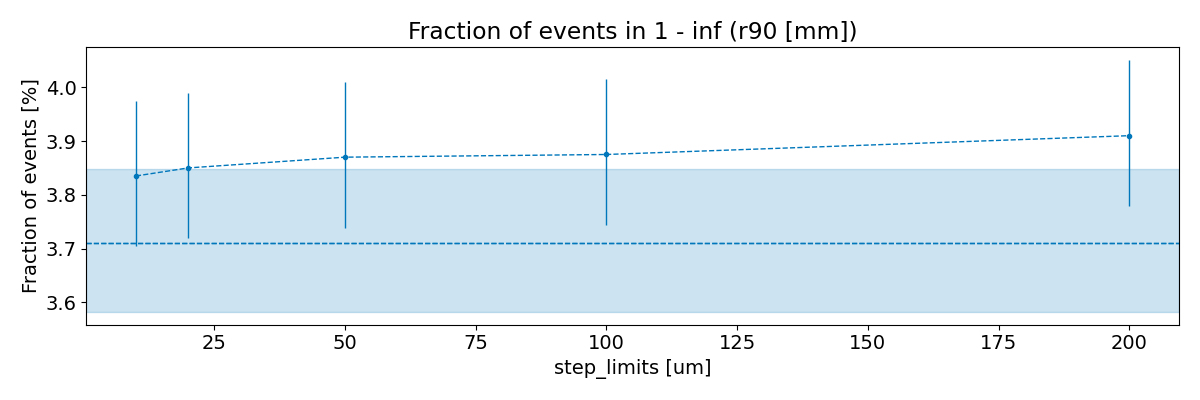 Fraction of events in 1 - inf (r90 [mm])
Fraction of events [%]
4.0
3.9
3.8
3.7
3.6
25 50 75 100 125 150 175 200
step_limits [um]